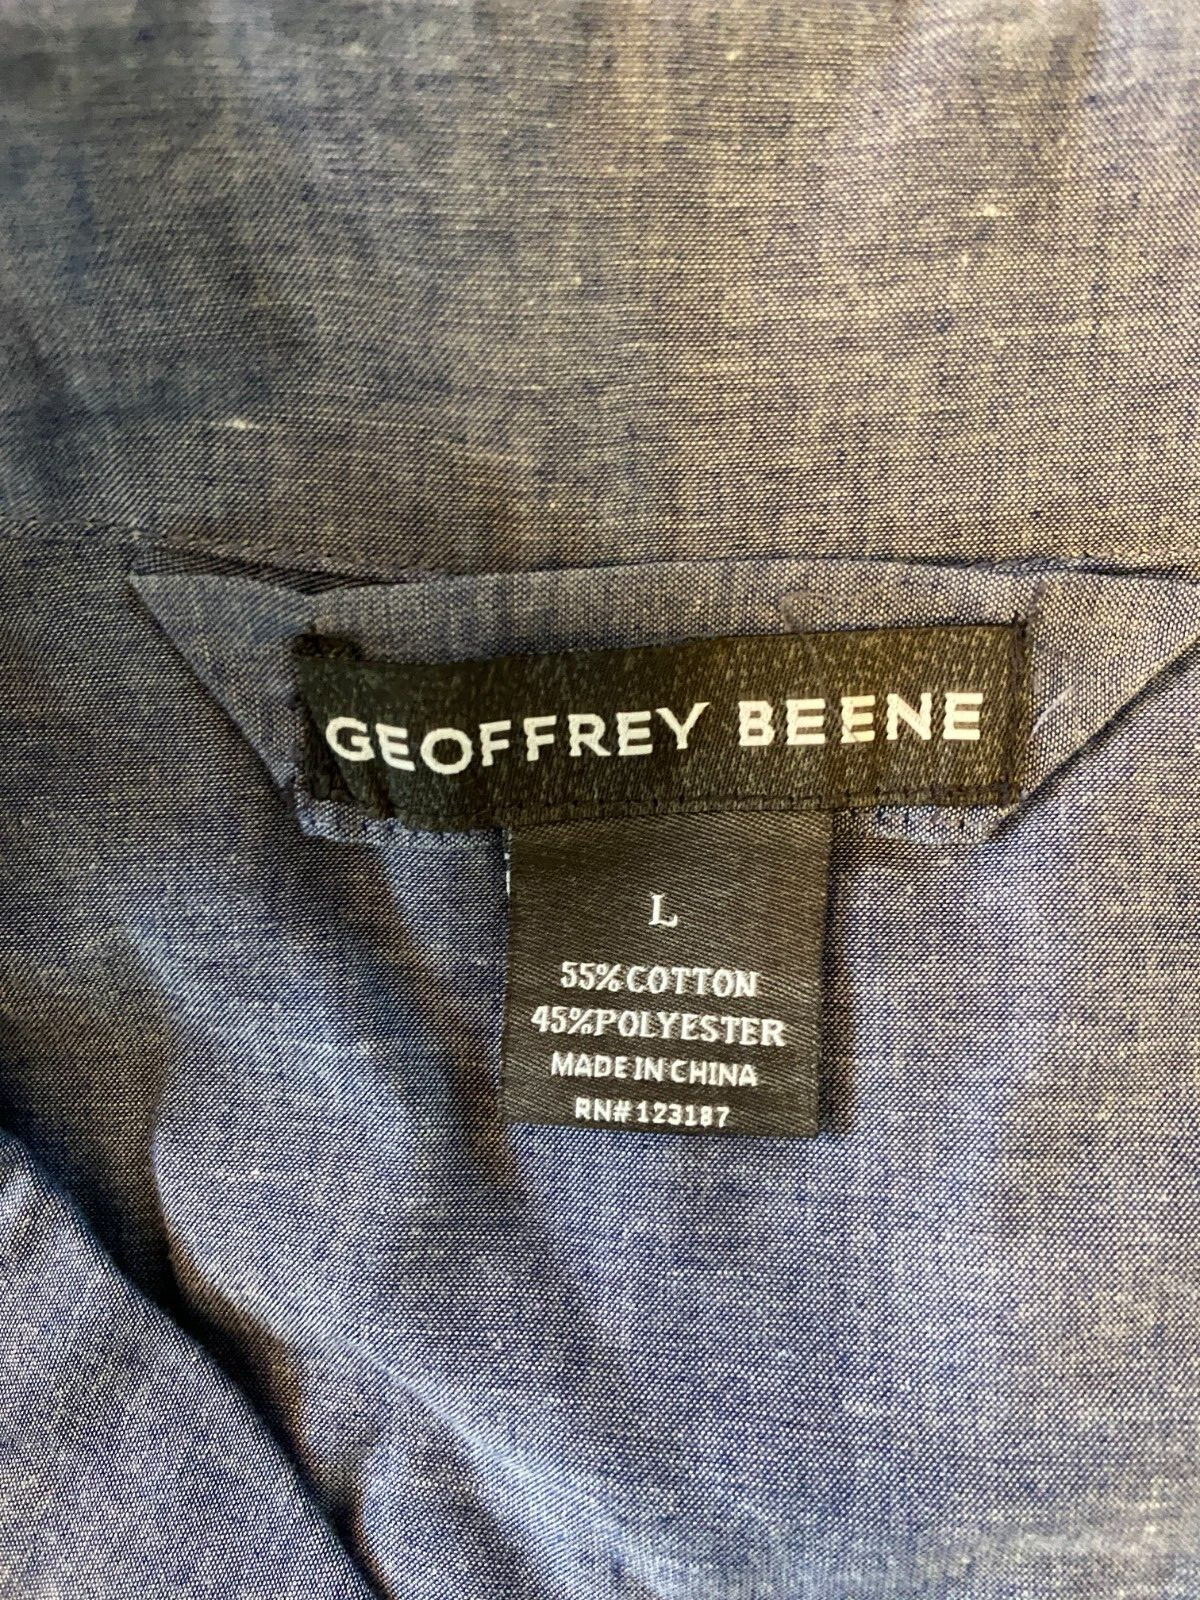 GEOFFREY BEENE
L
55%COTTON
45%POLYESTER
MADE IN CHINA
RN#123187